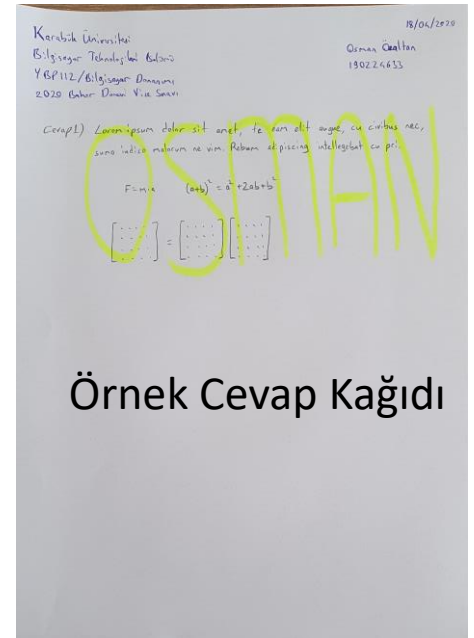 18/04/2020
Karabük Üniversitesi
Bilgisayar Teknolojileri Bölümü
YBP112/Bilgisayar Donanımı
2020 Bahar Dönemi Vize Sınavı
Osman Özaltan
190224633
Cevap1) Lorem ipsum dolor sit amet, te eam elit augue, cu civibus nec,
sumo indico malorum ne vim. Rebum adipiscing intellegebat cu pri.
F=m.a (a+b)² = a² +2ab+b²
OSMAN
Örnek Cevap Kağıdı